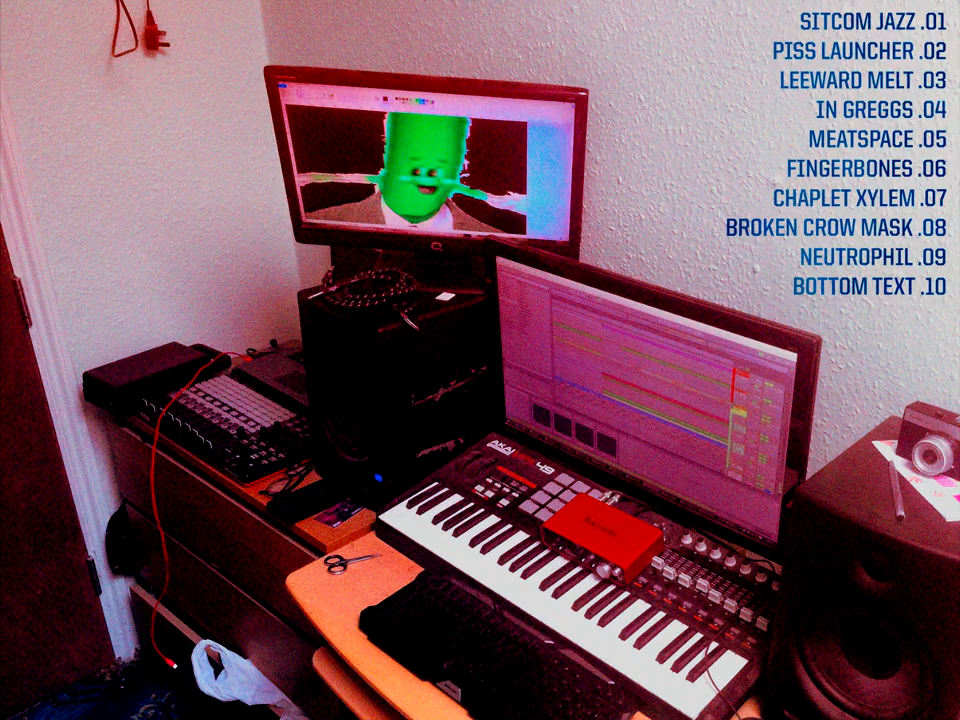 SITCOM JAZZ .01
PISS LAUNCHER .02
LEEWARD MELT .03
IN GREGGS .04
MEATSPACE .05
FINGERBONES .06
CHAPLET XYLEM .07
BROKEN CROW MASK .08
NEUTROPHIL .09
BOTTOM TEXT .10
AKAI
49